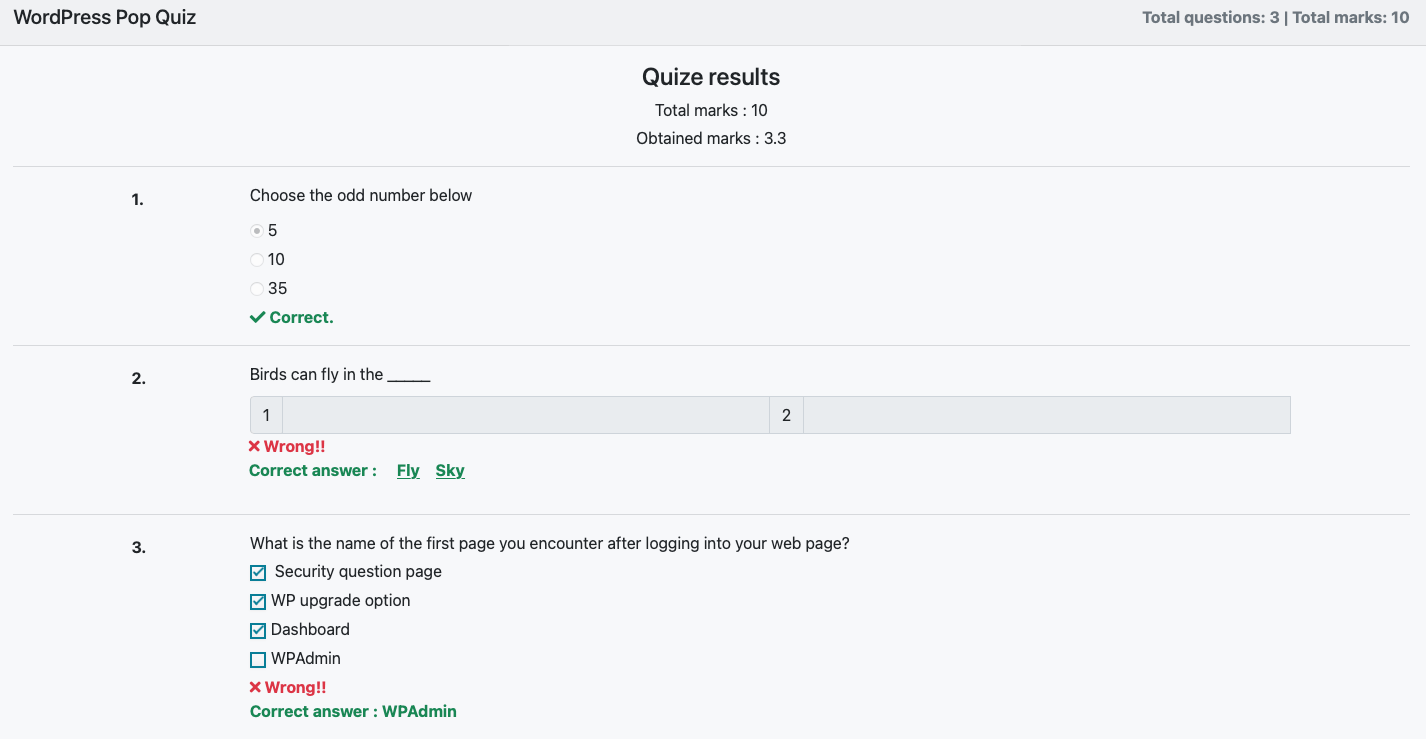 WordPress Pop Quiz
Total questions: 3 | Total marks: 10
Quize results
Total marks : 10
Obtained marks : 3.3
1.
Choose the odd number below
5
10
35
Correct.
2.
Birds can fly in the _____
1 2
Wrong!!
Correct answer : Fly Sky
3.
What is the name of the first page you encounter after logging into your web page?
Security question page
WP upgrade option
Dashboard
WPAdmin
Wrong!!
Correct answer : WPAdmin